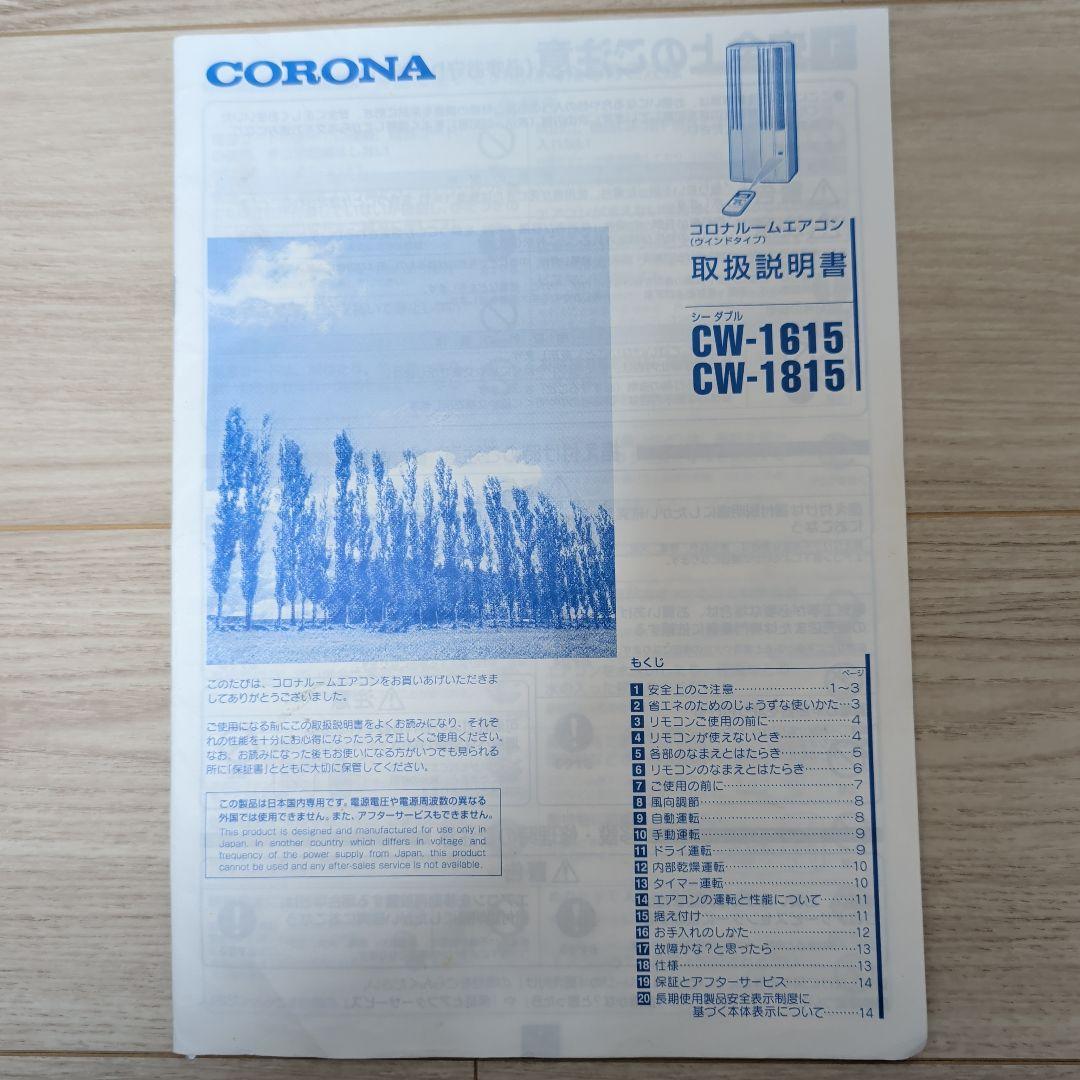 CORONA
コロナルームエアコン
(ウインドタイプ)
取扱説明書
シー ダブル
CW-1615
CW-1815
このたびは、コロナルームエアコンをお買いあげいただきま
してありがとうございました。
ご使用になる前にこの取扱説明書をよくお読みになり、それぞ
れの性能を十分にお心得になったうえで正しくご使用ください。
なお、お読みになった後もお使いになる方がいつでも見られる
所に「保証書」とともに大切に保管してください。
この製品は日本国内専用です。電源電圧や電源周波数の異なる
外国では使用できません。また、アフターサービスもできません。
This product is designed and manufactured for use only in
Japan. In another country which differs in voltage and
frequency of the power supply from Japan, this product
cannot be used and any after-sales service is not available.
もくじ
ページ
1 安全上のご注意…………………1〜3
2 省エネのためのじょうずな使いかた…3
3 リモコンご使用の前に………………4
4 リモコンが使えないとき……………4
5 各部のなまえとはたらき……………5
6 リモコンのなまえとはたらき………6
7 ご使用の前に…………………………7
8 風向調節………………………………8
9 自動運転………………………………8
10 手動運転………………………………9
11 ドライ運転……………………………9
12 内部乾燥運転…………………………10
13 タイマー運転…………………………10
14 エアコンの運転と性能について……11
15 据え付け………………………………11
16 お手入れのしかた……………………12
17 故障かな?と思ったら………………13
18 仕様……………………………………13
19 保証とアフターサービス……………14
20 長期使用製品安全表示制度に
基づく本体表示について………14